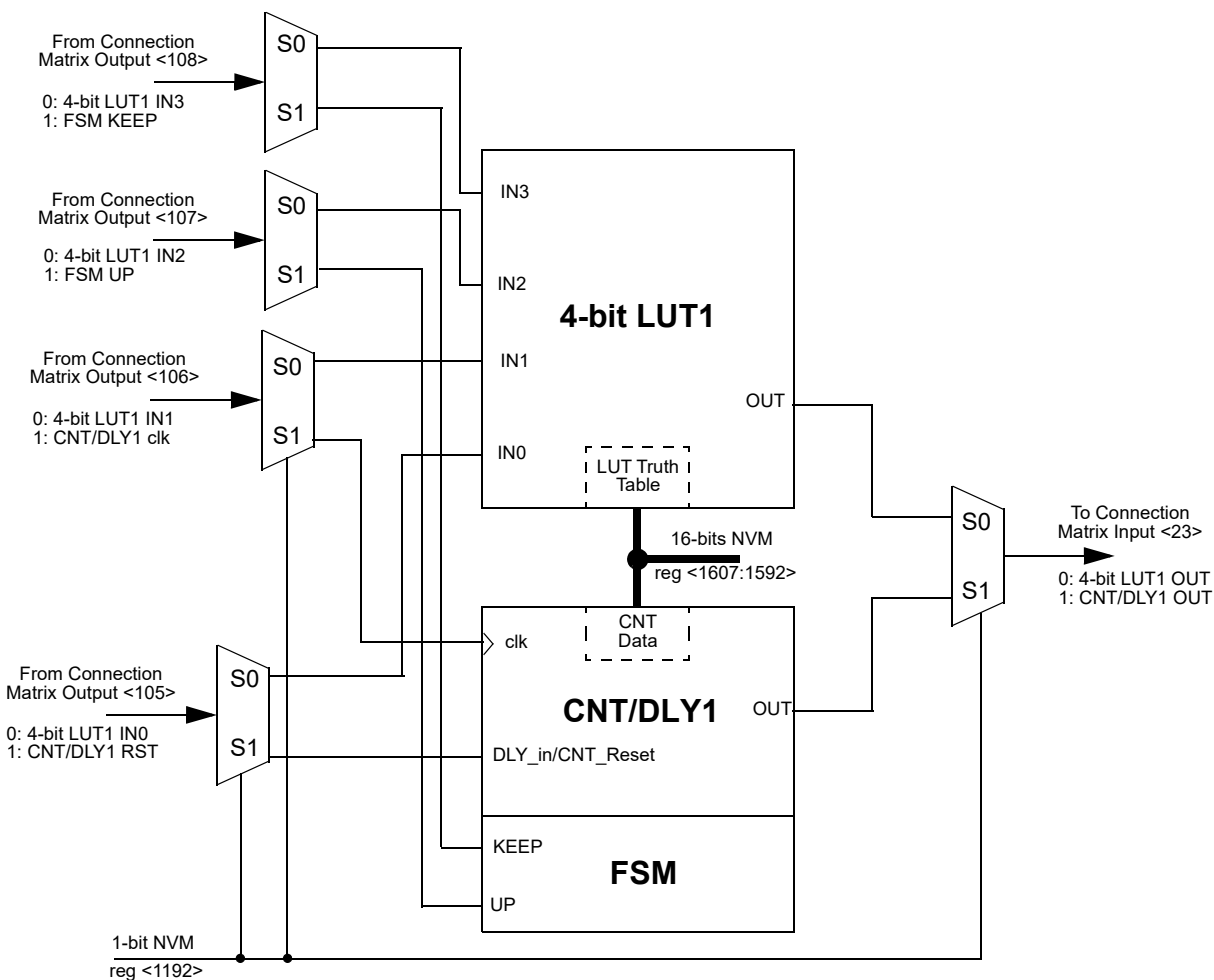 From Connection
Matrix Output <108>
0: 4-bit LUT1 IN3
1: FSM KEEP
S0
S1
From Connection
Matrix Output <107>
0: 4-bit LUT1 IN2
1: FSM UP
S0
S1
From Connection
Matrix Output <106>
0: 4-bit LUT1 IN1
1: CNT/DLY1 clk
S0
S1
From Connection
Matrix Output <105>
0: 4-bit LUT1 IN0
1: CNT/DLY1 RST
S0
S1
IN3
IN2
IN1
IN0
4-bit LUT1
OUT
LUT Truth
Table
16-bits NVM
reg <1607:1592>
CNT
Data
clk
CNT/DLY1
OUT
DLY_in/CNT_Reset
KEEP
FSM
UP
S0
S1
To Connection
Matrix Input <23>
0: 4-bit LUT1 OUT
1: CNT/DLY1 OUT
1-bit NVM
reg <1192>